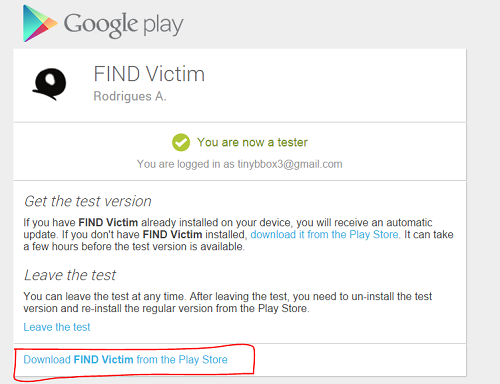 Google play
FIND Victim
Rodrigues A.
You are now a tester
You are logged in as tinybbox3@gmail.com
Get the test version
If you have FIND Victim already installed on your device, you will receive an automatic
update. If you don't have FIND Victim installed, download it from the Play Store. It can take
a few hours before the test version is available.
Leave the test
You can leave the test at any time. After leaving the test, you need to un-install the test
version and re-install the regular version from the Play Store.
Leave the test
Download FIND Victim from the Play Store